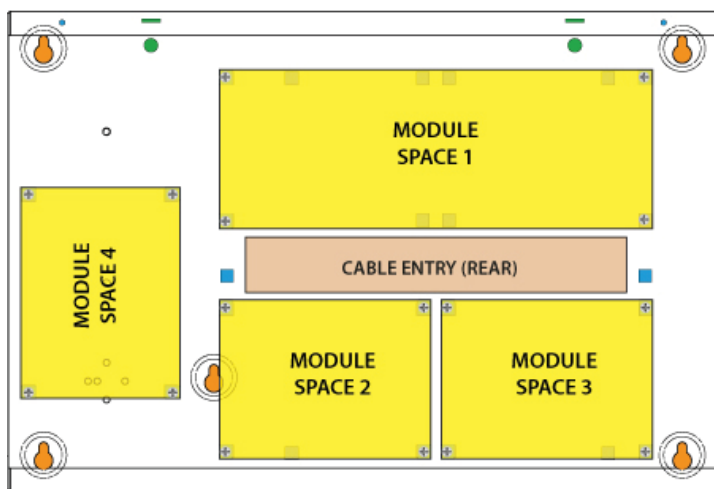 MODULE
SPACE 1
CABLE ENTRY (REAR)
MODULE
SPACE 4
MODULE
SPACE 2
MODULE
SPACE 3